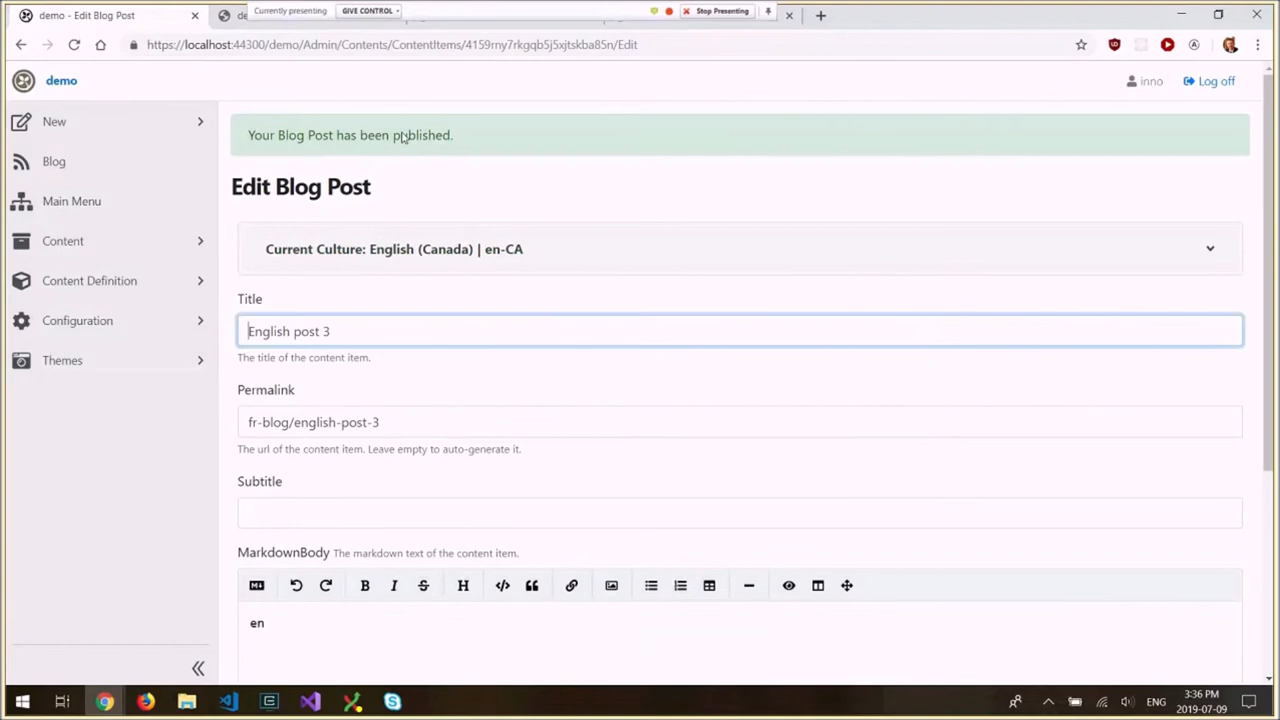 demo - Edit Blog Post
de
Currently presenting
GIVE CONTROL
Stop Presenting
https://localhost:44300/demo/Admin/Contents/ContentItems/4159rny7rkgqb5j5xjtskba85n/Edit
demo
inno
Log off
New
Blog
Main Menu
Content
Content Definition
Configuration
Themes
Your Blog Post has been published.
Edit Blog Post
Current Culture: English (Canada) | en-CA
Title
English post 3
The title of the content item.
Permalink
fr-blog/english-post-3
The url of the content item. Leave empty to auto-generate it.
Subtitle
MarkdownBody The markdown text of the content item.
B I S H
en
ENG
3:36 PM
2019-07-09